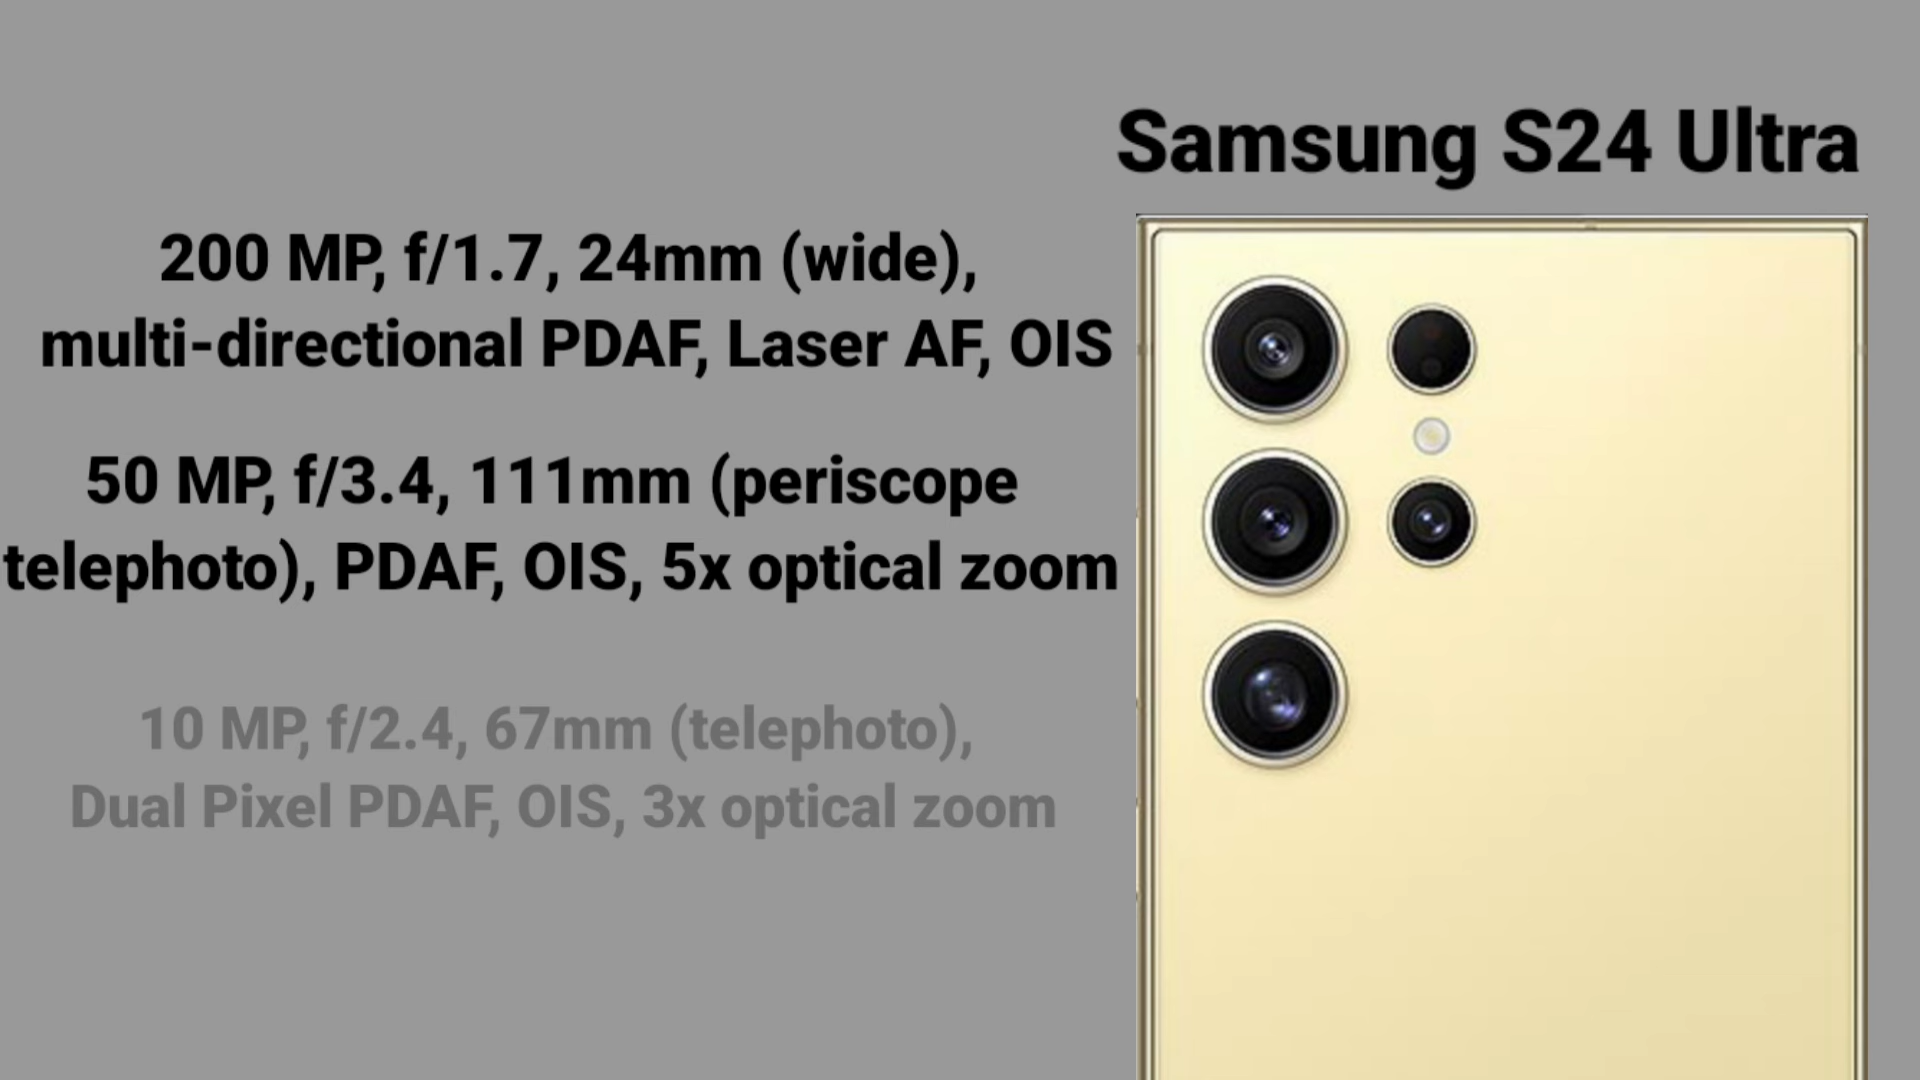 Samsung S24 Ultra
200 MP, f/1.7, 24mm (wide),
multi-directional PDAF, Laser AF, OIS
50 MP, f/3.4, 111mm (periscope
telephoto), PDAF, OIS, 5x optical zoom
10 MP, f/2.4, 67mm (telephoto),
Dual Pixel PDAF, OIS, 3x optical zoom